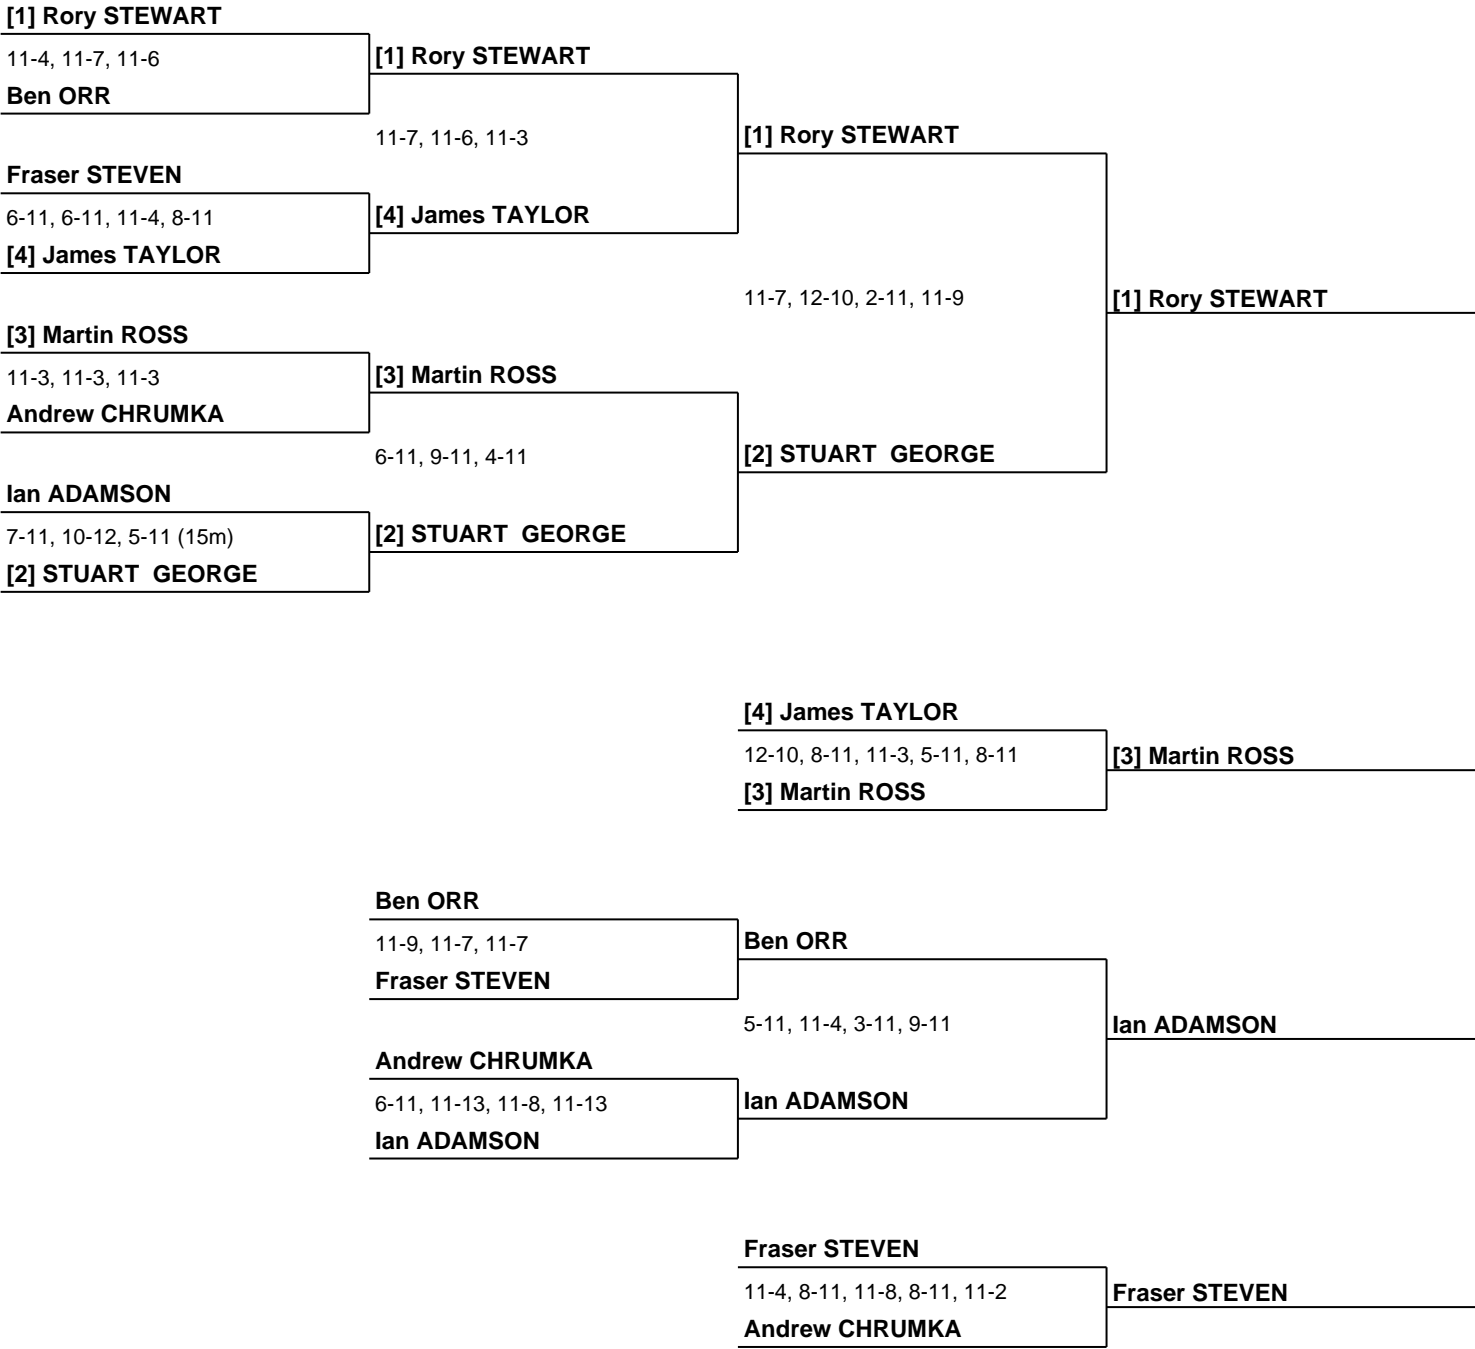 [1] Rory STEWART
11-4, 11-7, 11-6
[1] Rory STEWART
Ben ORR
11-7, 11-6, 11-3
[1] Rory STEWART
Fraser STEVEN
6-11, 6-11, 11-4, 8-11
[4] James TAYLOR
[4] James TAYLOR
11-7, 12-10, 2-11, 11-9
[1] Rory STEWART
[3] Martin ROSS
11-3, 11-3, 11-3
[3] Martin ROSS
Andrew CHRUMKA
6-11, 9-11, 4-11
[2] STUART  GEORGE
Ian ADAMSON
7-11, 10-12, 5-11 (15m)
[2] STUART  GEORGE
[2] STUART  GEORGE
[4] James TAYLOR
12-10, 8-11, 11-3, 5-11, 8-11
[3] Martin ROSS
[3] Martin ROSS
Ben ORR
11-9, 11-7, 11-7
Ben ORR
Fraser STEVEN
5-11, 11-4, 3-11, 9-11
Ian ADAMSON
Andrew CHRUMKA
6-11, 11-13, 11-8, 11-13
Ian ADAMSON
Ian ADAMSON
Fraser STEVEN
11-4, 8-11, 11-8, 8-11, 11-2
Fraser STEVEN
Andrew CHRUMKA